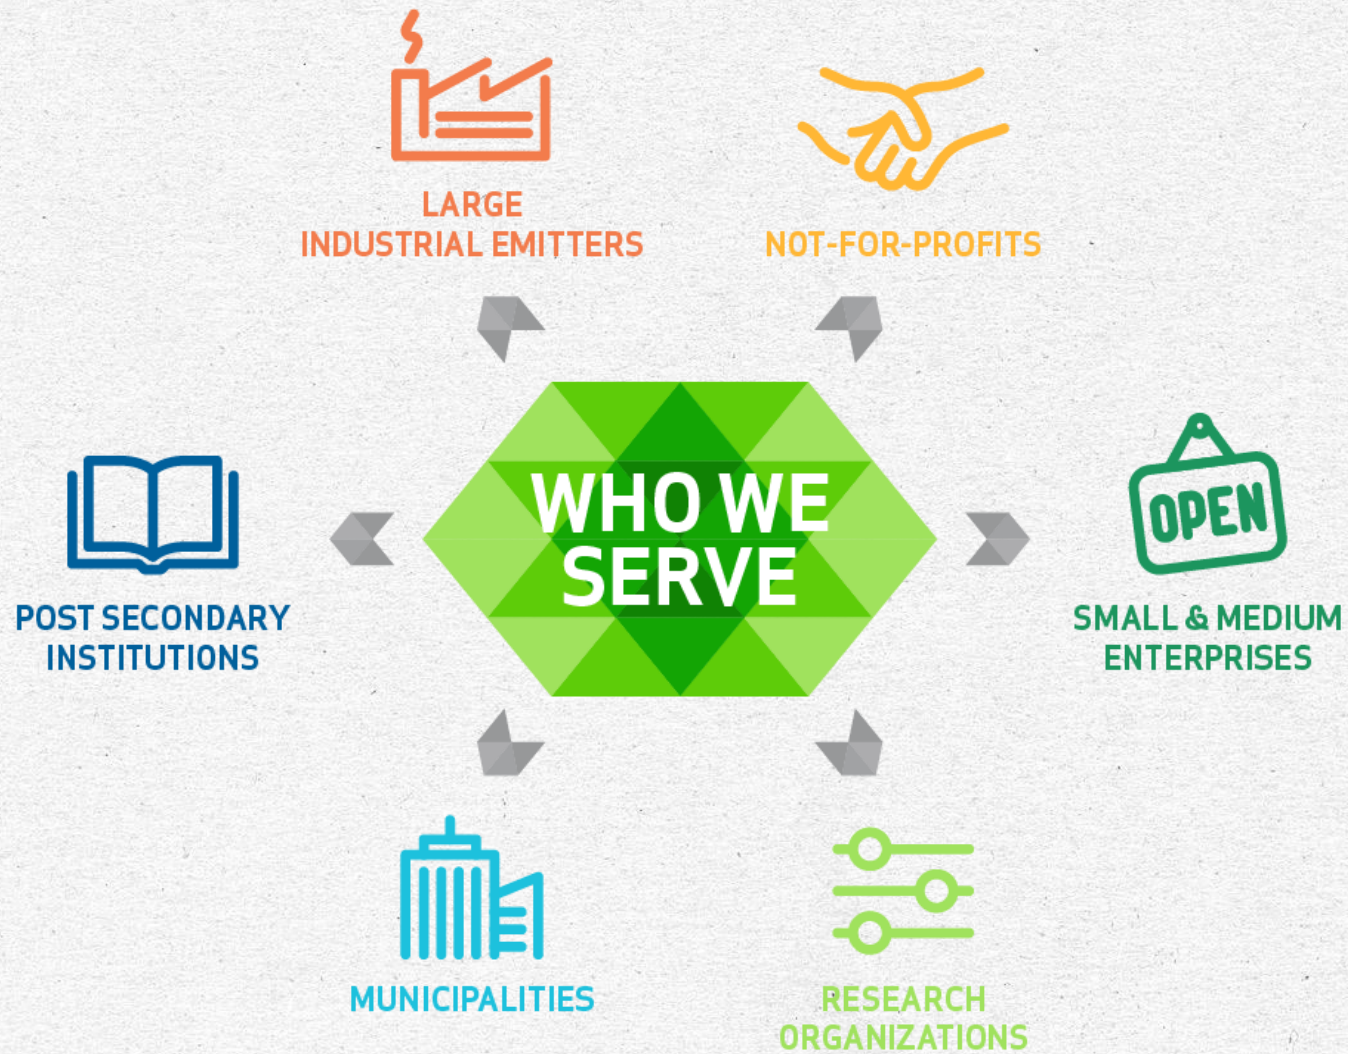 LARGE
INDUSTRIAL EMITTERS
NOT-FOR-PROFITS
WHO WE
SERVE
OPEN
POST SECONDARY
INSTITUTIONS
SMALL & MEDIUM
ENTERPRISES
MUNICIPALITIES
RESEARCH
ORGANIZATIONS